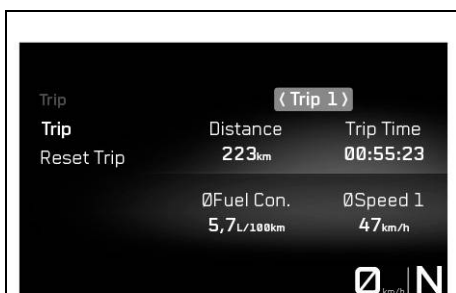 Trip ⟨Trip 1⟩
Trip Distance Trip Time
Reset Trip 223km 00:55:23
ØFuel Con. ØSpeed 1
5,7L/100km 47km/h
0 km/h N